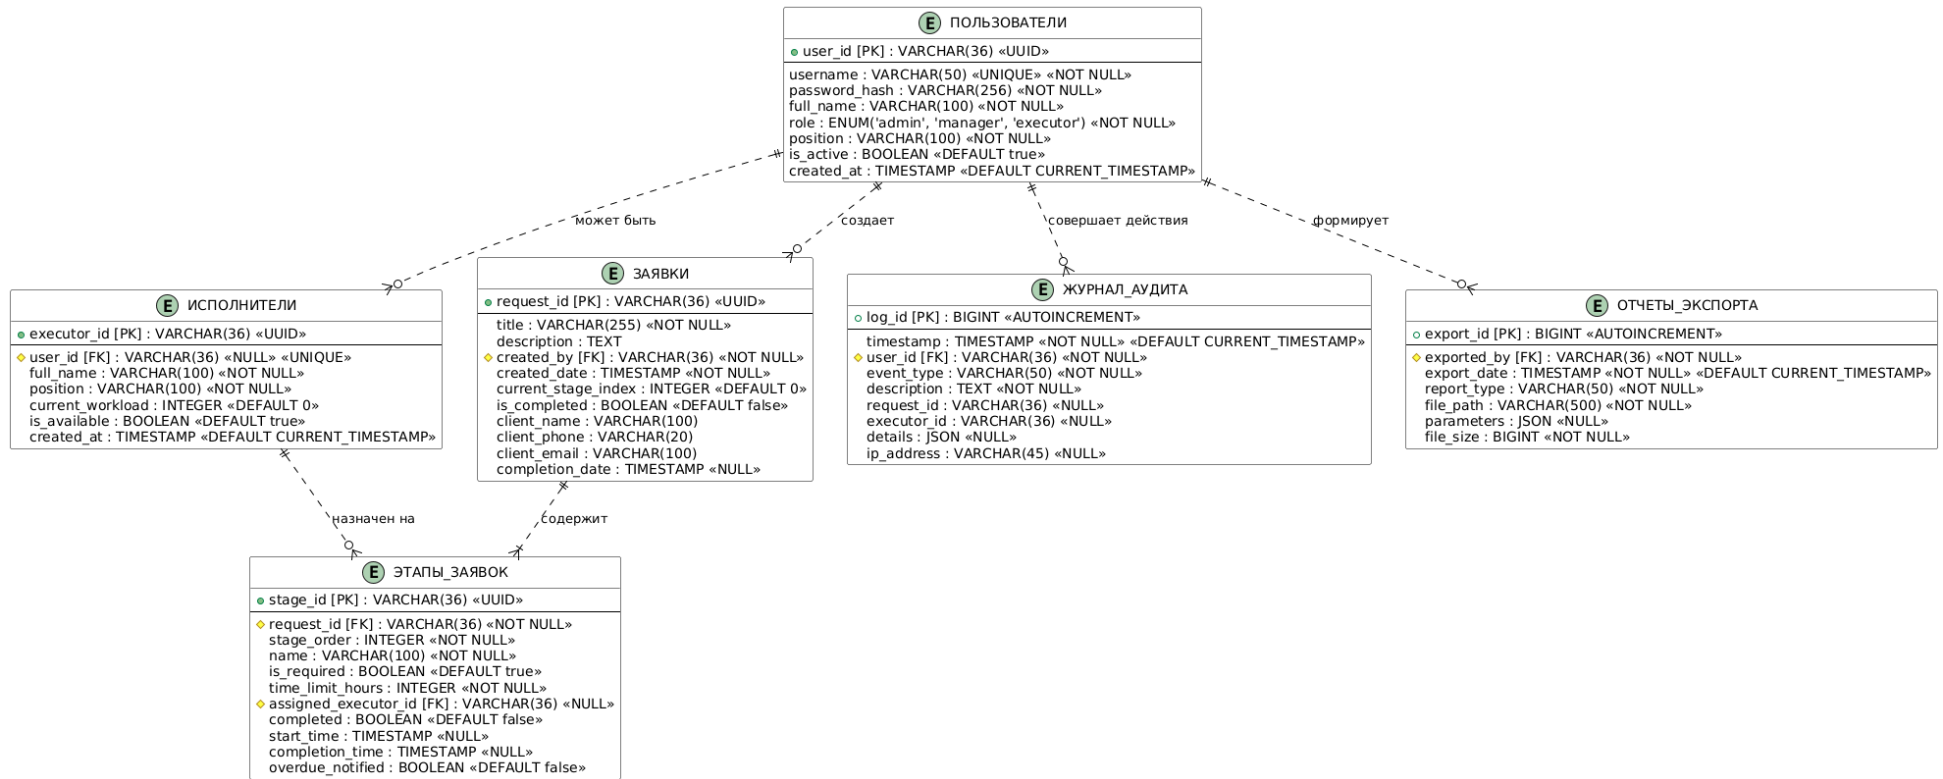 E ПОЛЬЗОВАТЕЛИ
user_id [PK] : VARCHAR(36) «UUID»
username : VARCHAR(50) «UNIQUE» «NOT NULL»
password_hash : VARCHAR(256) «NOT NULL»
full_name : VARCHAR(100) «NOT NULL»
role : ENUM('admin', 'manager', 'executor') «NOT NULL»
position : VARCHAR(100) «NOT NULL»
is_active : BOOLEAN «DEFAULT true»
created_at : TIMESTAMP «DEFAULT CURRENT_TIMESTAMP»
может быть
создает
совершает действия
формирует
E ИСПОЛНИТЕЛИ
executor_id [PK] : VARCHAR(36) «UUID»
user_id [FK] : VARCHAR(36) «NULL» «UNIQUE»
full_name : VARCHAR(100) «NOT NULL»
position : VARCHAR(100) «NOT NULL»
current_workload : INTEGER «DEFAULT 0»
is_available : BOOLEAN «DEFAULT true»
created_at : TIMESTAMP «DEFAULT CURRENT_TIMESTAMP»
E ЗАЯВКИ
request_id [PK] : VARCHAR(36) «UUID»
title : VARCHAR(255) «NOT NULL»
description : TEXT
created_by [FK] : VARCHAR(36) «NOT NULL»
created_date : TIMESTAMP «NOT NULL»
current_stage_index : INTEGER «DEFAULT 0»
is_completed : BOOLEAN «DEFAULT false»
client_name : VARCHAR(100)
client_phone : VARCHAR(20)
client_email : VARCHAR(100)
completion_date : TIMESTAMP «NULL»
E ЖУРНАЛ_АУДИТА
log_id [PK] : BIGINT «AUTOINCREMENT»
timestamp : TIMESTAMP «NOT NULL» «DEFAULT CURRENT_TIMESTAMP»
user_id [FK] : VARCHAR(36) «NOT NULL»
event_type : VARCHAR(50) «NOT NULL»
description : TEXT «NOT NULL»
request_id : VARCHAR(36) «NULL»
executor_id : VARCHAR(36) «NULL»
details : JSON «NULL»
ip_address : VARCHAR(45) «NULL»
E ОТЧЕТЫ_ЭКСПОРТА
export_id [PK] : BIGINT «AUTOINCREMENT»
exported_by [FK] : VARCHAR(36) «NOT NULL»
export_date : TIMESTAMP «NOT NULL» «DEFAULT CURRENT_TIMESTAMP»
report_type : VARCHAR(50) «NOT NULL»
file_path : VARCHAR(500) «NOT NULL»
parameters : JSON «NULL»
file_size : BIGINT «NOT NULL»
назначен на
содержит
E ЭТАПЫ_ЗАЯВОК
stage_id [PK] : VARCHAR(36) «UUID»
request_id [FK] : VARCHAR(36) «NOT NULL»
stage_order : INTEGER «NOT NULL»
name : VARCHAR(100) «NOT NULL»
is_required : BOOLEAN «DEFAULT true»
time_limit_hours : INTEGER «NOT NULL»
assigned_executor_id [FK] : VARCHAR(36) «NULL»
completed : BOOLEAN «DEFAULT false»
start_time : TIMESTAMP «NULL»
completion_time : TIMESTAMP «NULL»
overdue_notified : BOOLEAN «DEFAULT false»